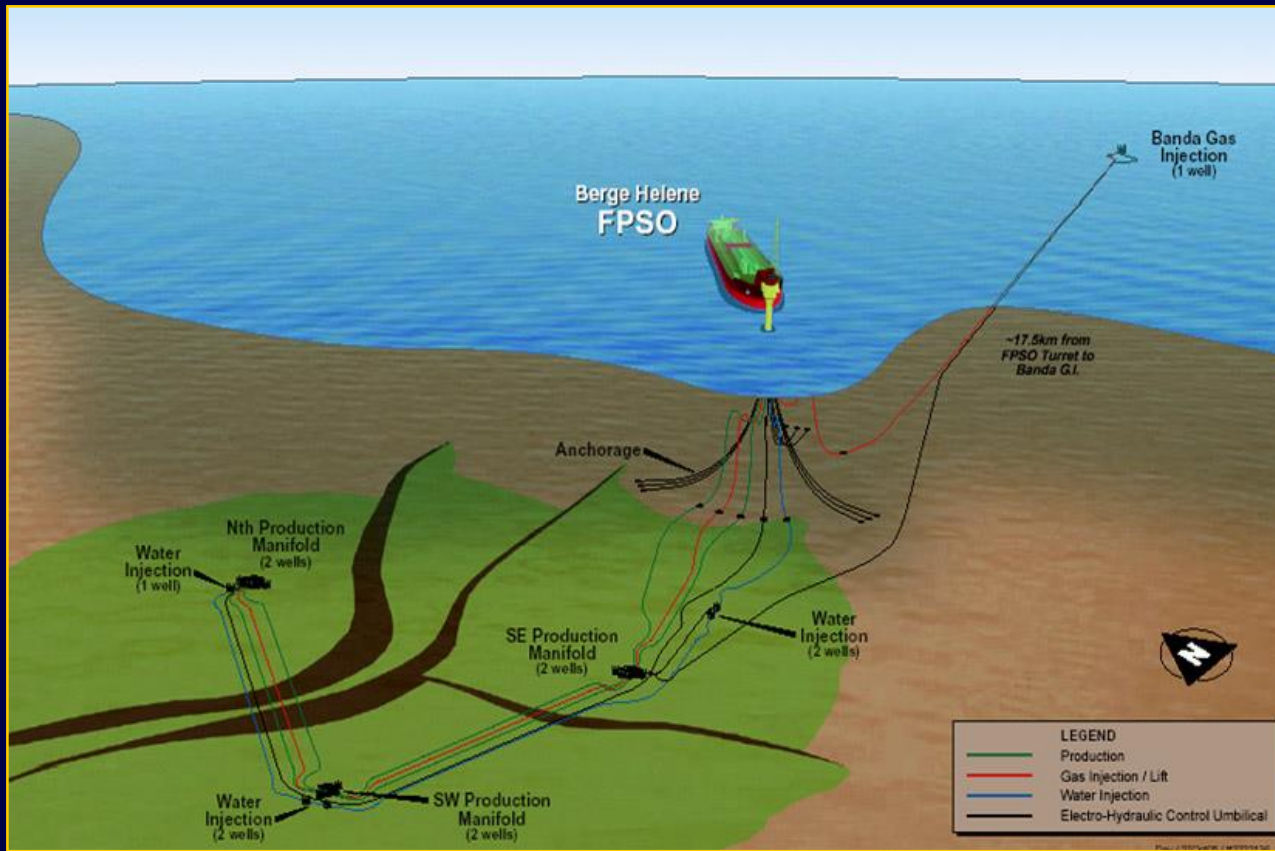 Banda Gas
Injection
(1 well)
Berge Helene
FPSO
~17.5km from
FPSO Turret to
Banda G.I.
Anchorage
Nth Production
Manifold
(2 wells)
Water
Injection
(1 well)
SE Production
Manifold
(2 wells)
Water
Injection
(2 wells)
N
Water
Injection
(2 wells)
SW Production
Manifold
(2 wells)
LEGEND
Production
Gas Injection / Lift
Water Injection
Electro-Hydraulic Control Umbilical